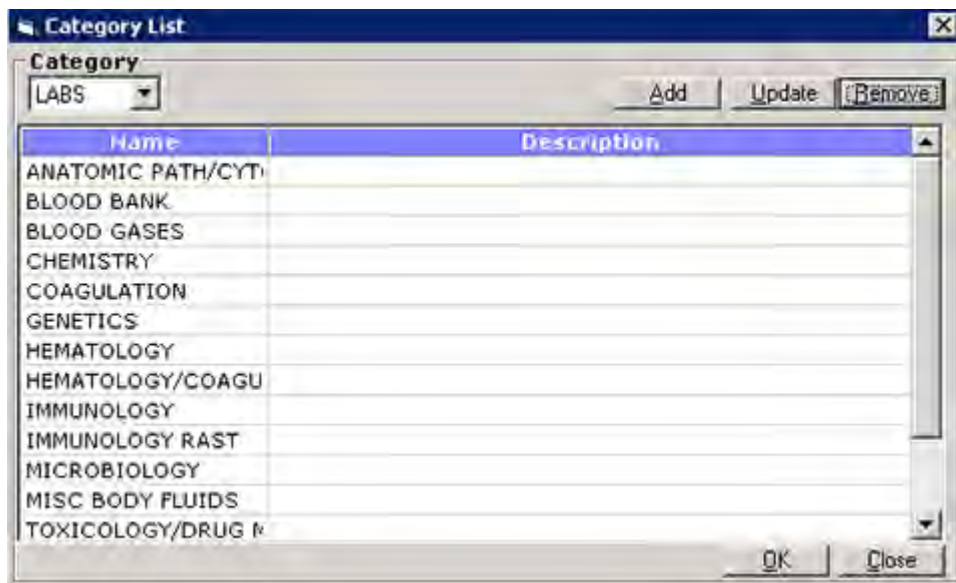 Category List
Category
LABS
Add Update Remove
Name Description
ANATOMIC PATH/CYT
BLOOD BANK
BLOOD GASES
CHEMISTRY
COAGULATION
GENETICS
HEMATOLOGY
HEMATOLOGY/COAGU
IMMUNOLOGY
IMMUNOLOGY RAST
MICROBIOLOGY
MISC BODY FLUIDS
TOXICOLOGY/DRUG
OK Close